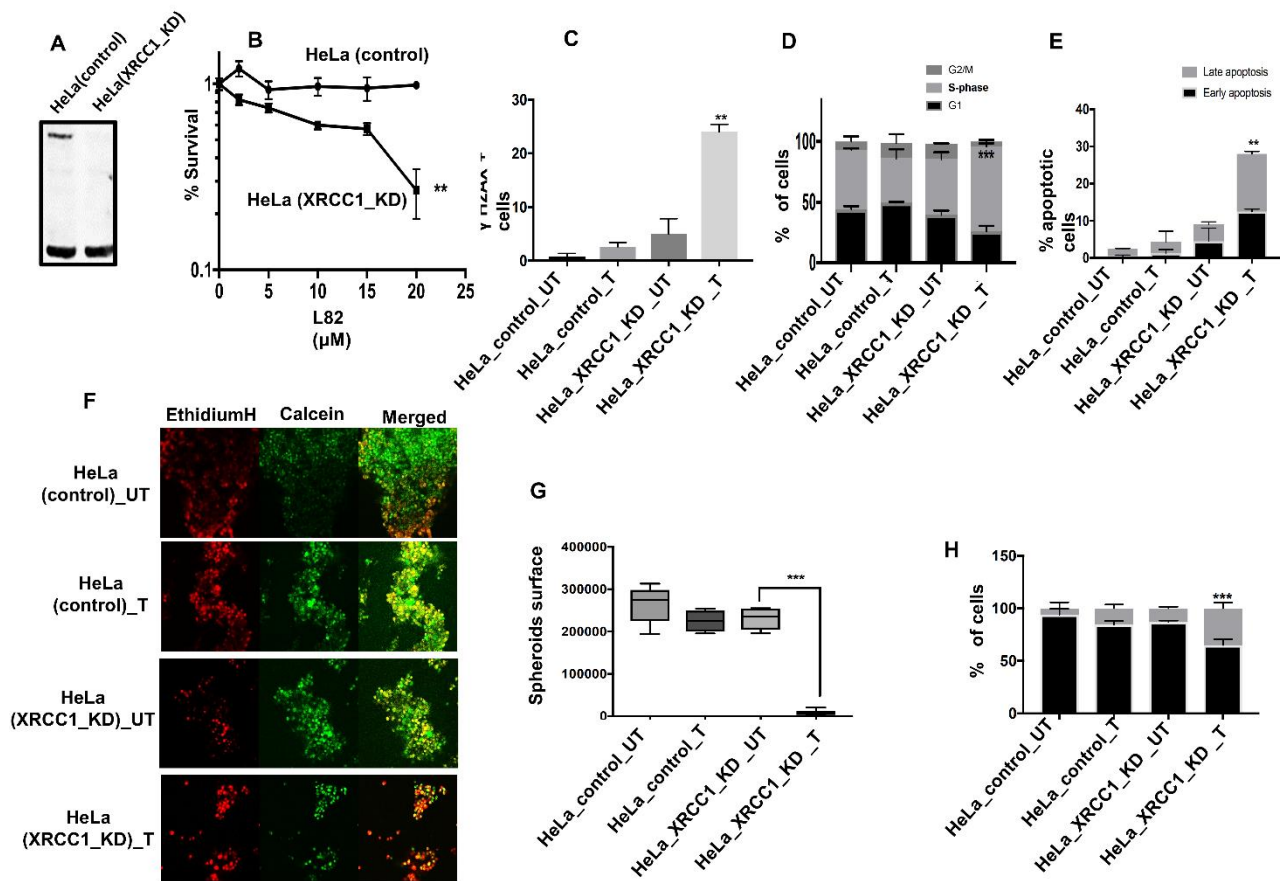 A
HeLa(control)
HeLa(XRCC1_KD)
B
HeLa (control)
HeLa (XRCC1_KD)
**
% Survival
1
0.1
0 5 10 15 20 25
L82
(µM)
C
γ H2AX
cells
30
20
10
0
**
HeLa_control_UT
HeLa_control_T
HeLa_XRCC1_KD_UT
HeLa_XRCC1_KD_T
D
G2/M
S-phase
G1
% of cells
100
50
0
***
HeLa_control_UT
HeLa_control_T
HeLa_XRCC1_KD_UT
HeLa_XRCC1_KD_T
E
Late apoptosis
Early apoptosis
% apoptotic
cells
40
30
20
10
0
**
HeLa_control_UT
HeLa_control_T
HeLa_XRCC1_KD_UT
HeLa_XRCC1_KD_T
F
EthidiumH Calcein Merged
HeLa
(control)_UT
HeLa
(control)_T
HeLa
(XRCC1_KD)_UT
HeLa
(XRCC1_KD)_T
G
Spheroids surface
400000
300000
200000
100000
0
***
HeLa_control_UT
HeLa_control_T
HeLa_XRCC1_KD_UT
HeLa_XRCC1_KD_T
H
% of cells
100
50
0
***
HeLa_control_UT
HeLa_control_T
HeLa_XRCC1_KD_UT
HeLa_XRCC1_KD_T